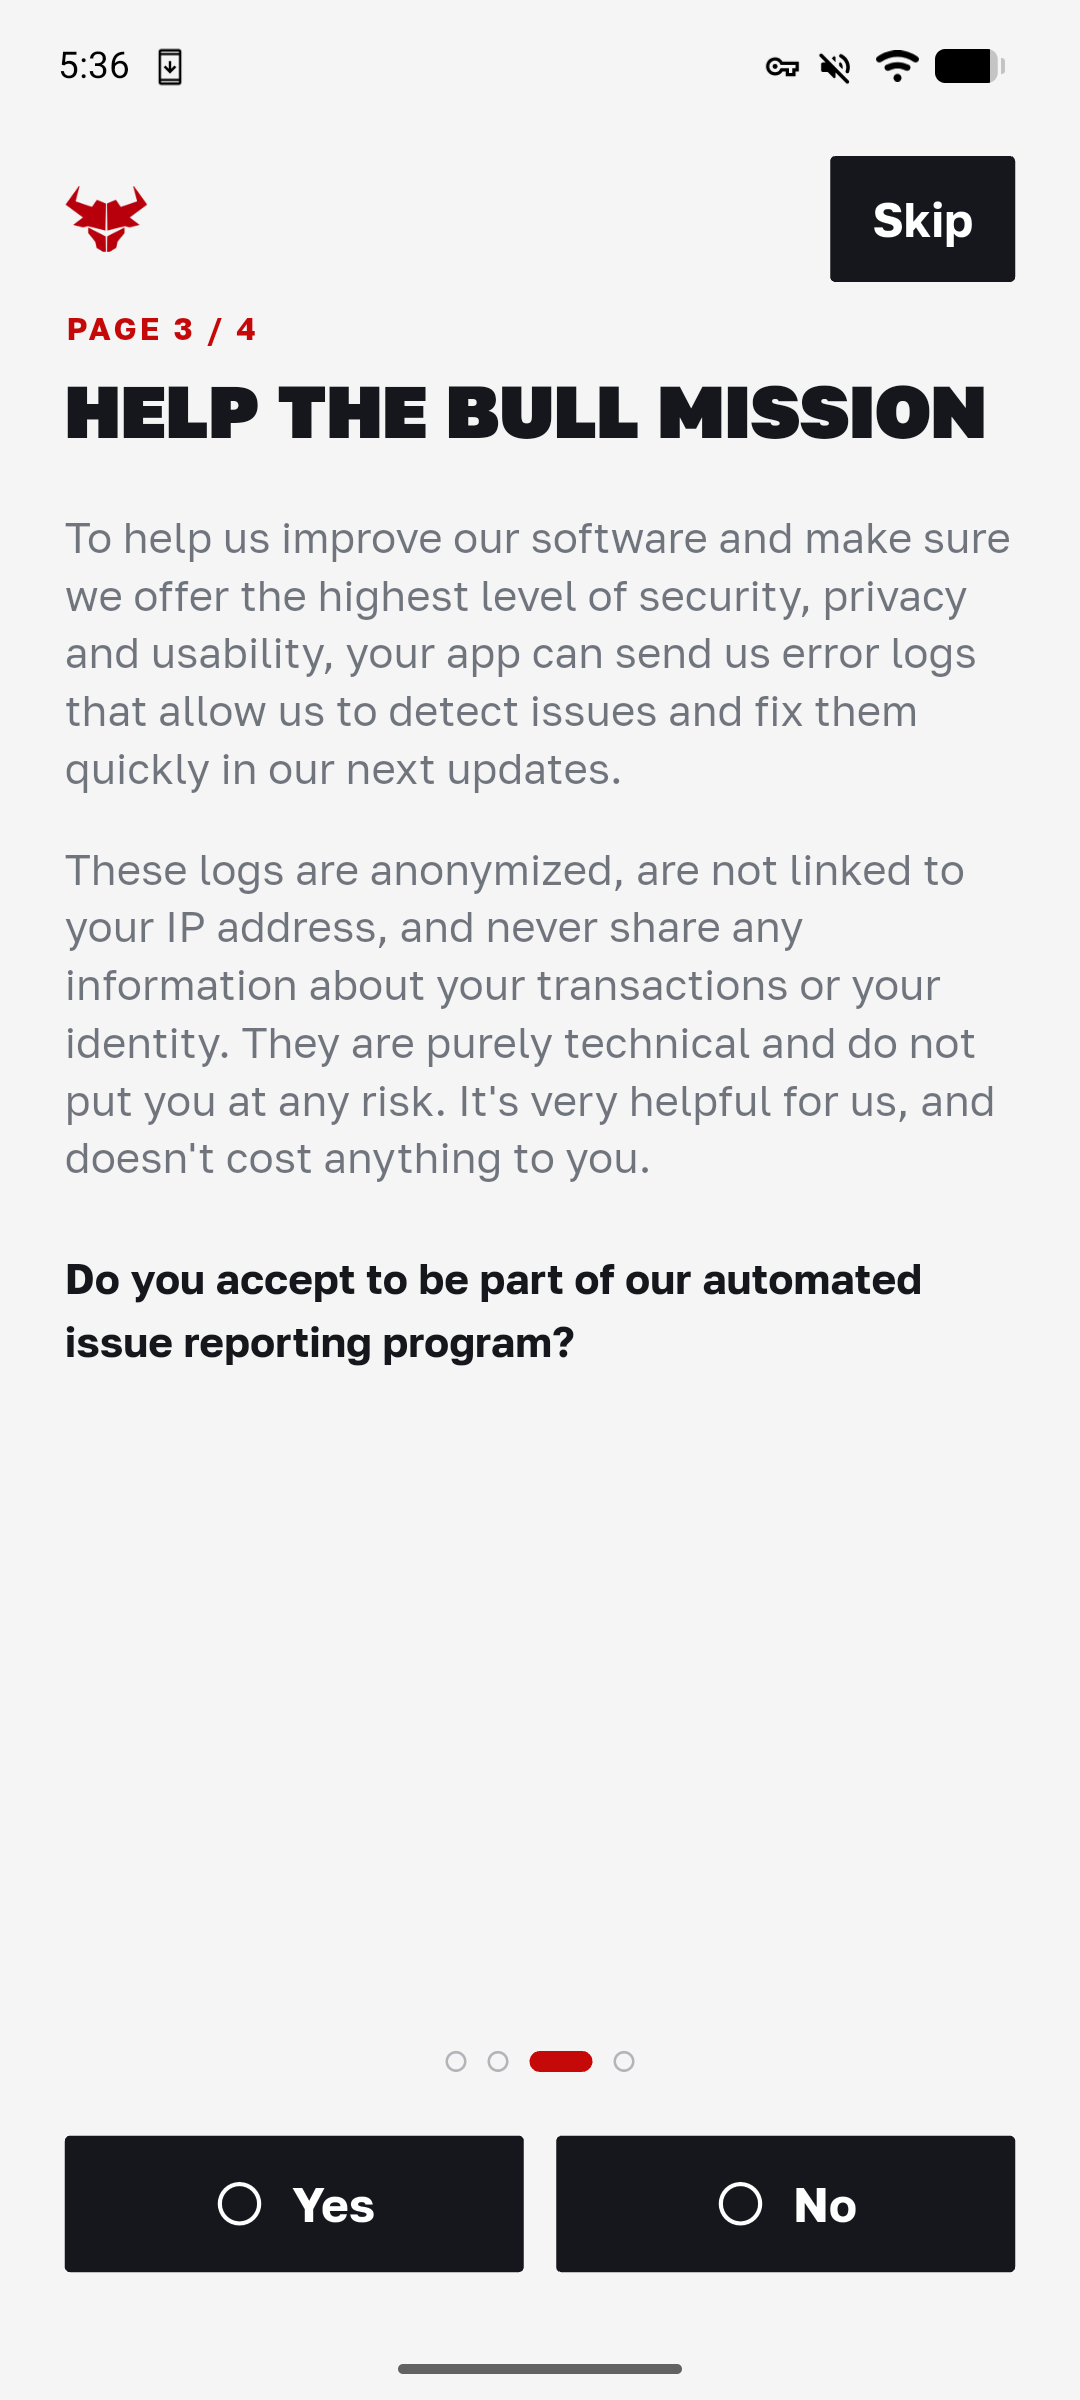 5:36
Skip
PAGE 3 / 4
HELP THE BULL MISSION
To help us improve our software and make sure
we offer the highest level of security, privacy
and usability, your app can send us error logs
that allow us to detect issues and fix them
quickly in our next updates.
These logs are anonymized, are not linked to
your IP address, and never share any
information about your transactions or your
identity. They are purely technical and do not
put you at any risk. It's very helpful for us, and
doesn't cost anything to you.
Do you accept to be part of our automated
issue reporting program?
Yes
No